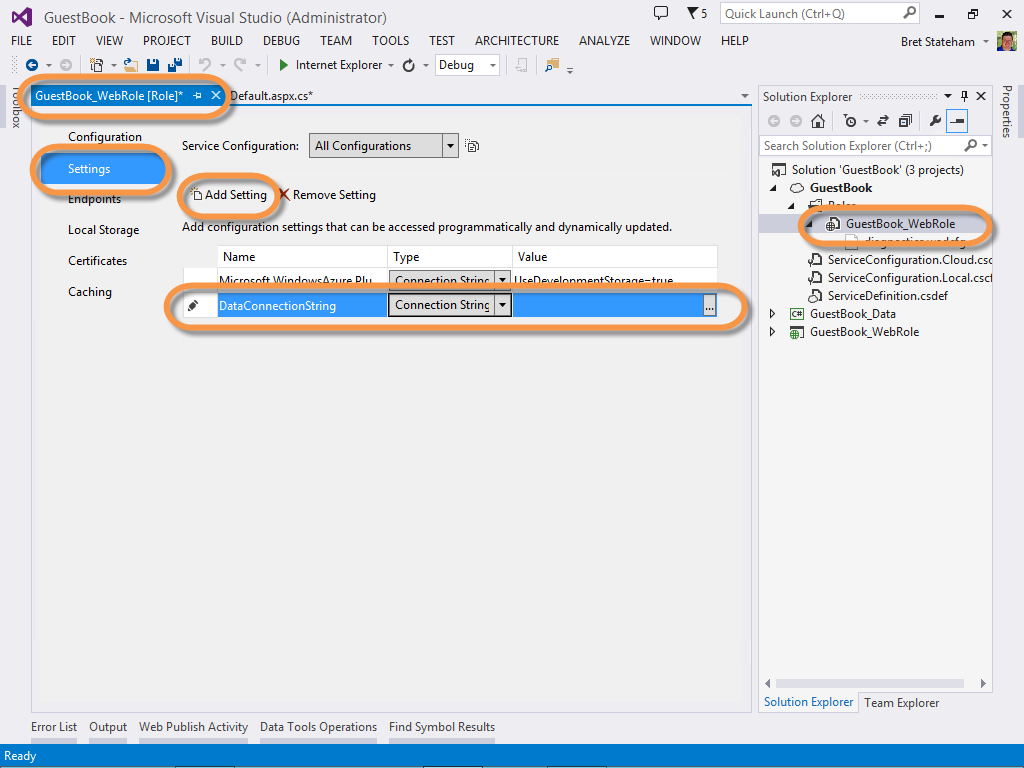 GuestBook - Microsoft Visual Studio (Administrator)
5
Quick Launch (Ctrl+Q)
FILE EDIT VIEW PROJECT BUILD DEBUG TEAM TOOLS TEST ARCHITECTURE ANALYZE WINDOW HELP
Bret Stateham
Internet Explorer
Debug
Toolbox
GuestBook_WebRole [Role]*
Default.aspx.cs*
Configuration
Settings
Endpoints
Local Storage
Certificates
Caching
Service Configuration:
All Configurations
Add Setting
Remove Setting
Add configuration settings that can be accessed programmatically and dynamically updated.
Name Type Value
Microsoft.WindowsAzure.Plu Connection String UseDevelopmentStorage=true
DataConnectionString Connection String ...
Solution Explorer
Search Solution Explorer (Ctrl+;)
Solution 'GuestBook' (3 projects)
GuestBook
Roles
GuestBook_WebRole
diagnostics.wadcfg
ServiceConfiguration.Cloud.csc
ServiceConfiguration.Local.cscf
ServiceDefinition.csdef
C# GuestBook_Data
GuestBook_WebRole
Solution Explorer Team Explorer
Properties
Error List Output Web Publish Activity Data Tools Operations Find Symbol Results
Ready